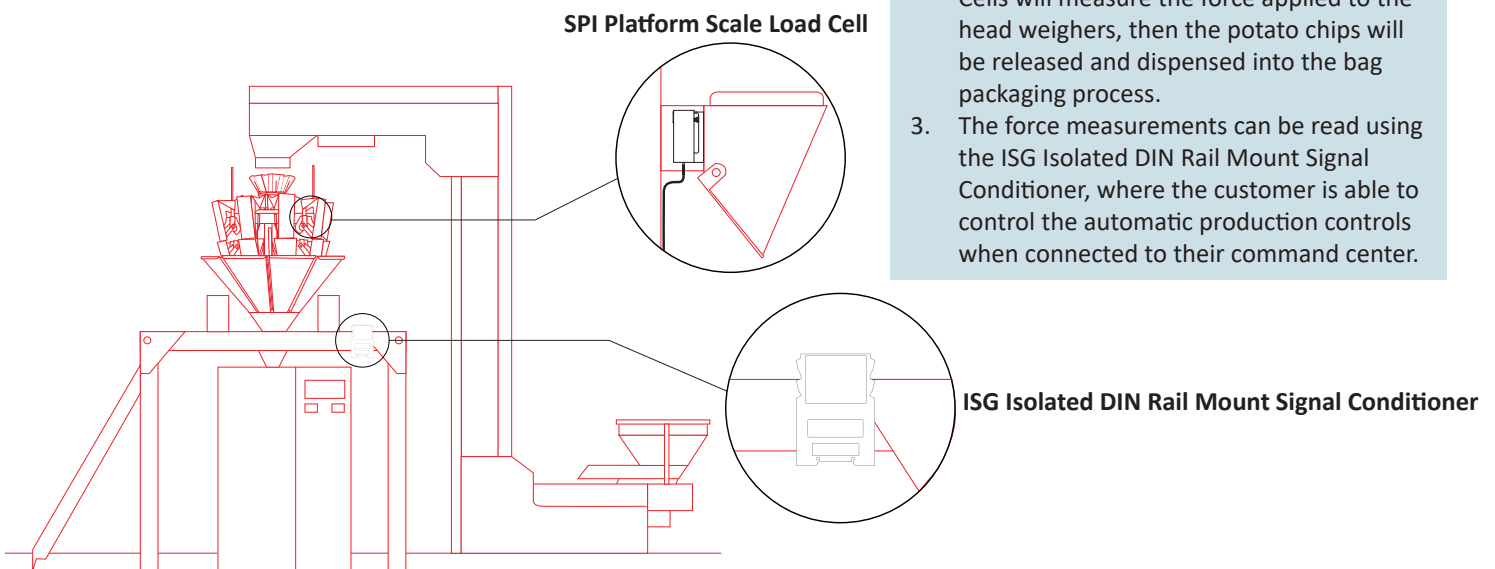 SPI Platform Scale Load Cell
Cells will measure the force applied to the
head weighers, then the potato chips will
be released and dispensed into the bag
packaging process.
3. The force measurements can be read using
the ISG Isolated DIN Rail Mount Signal
Conditioner, where the customer is able to
control the automatic production controls
when connected to their command center.
ISG Isolated DIN Rail Mount Signal Conditioner